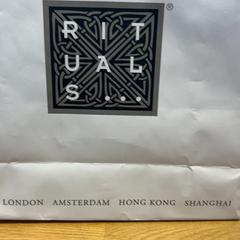 RIT
UAL
S...®
LONDON AMSTERDAM HONG KONG SHANGHAI